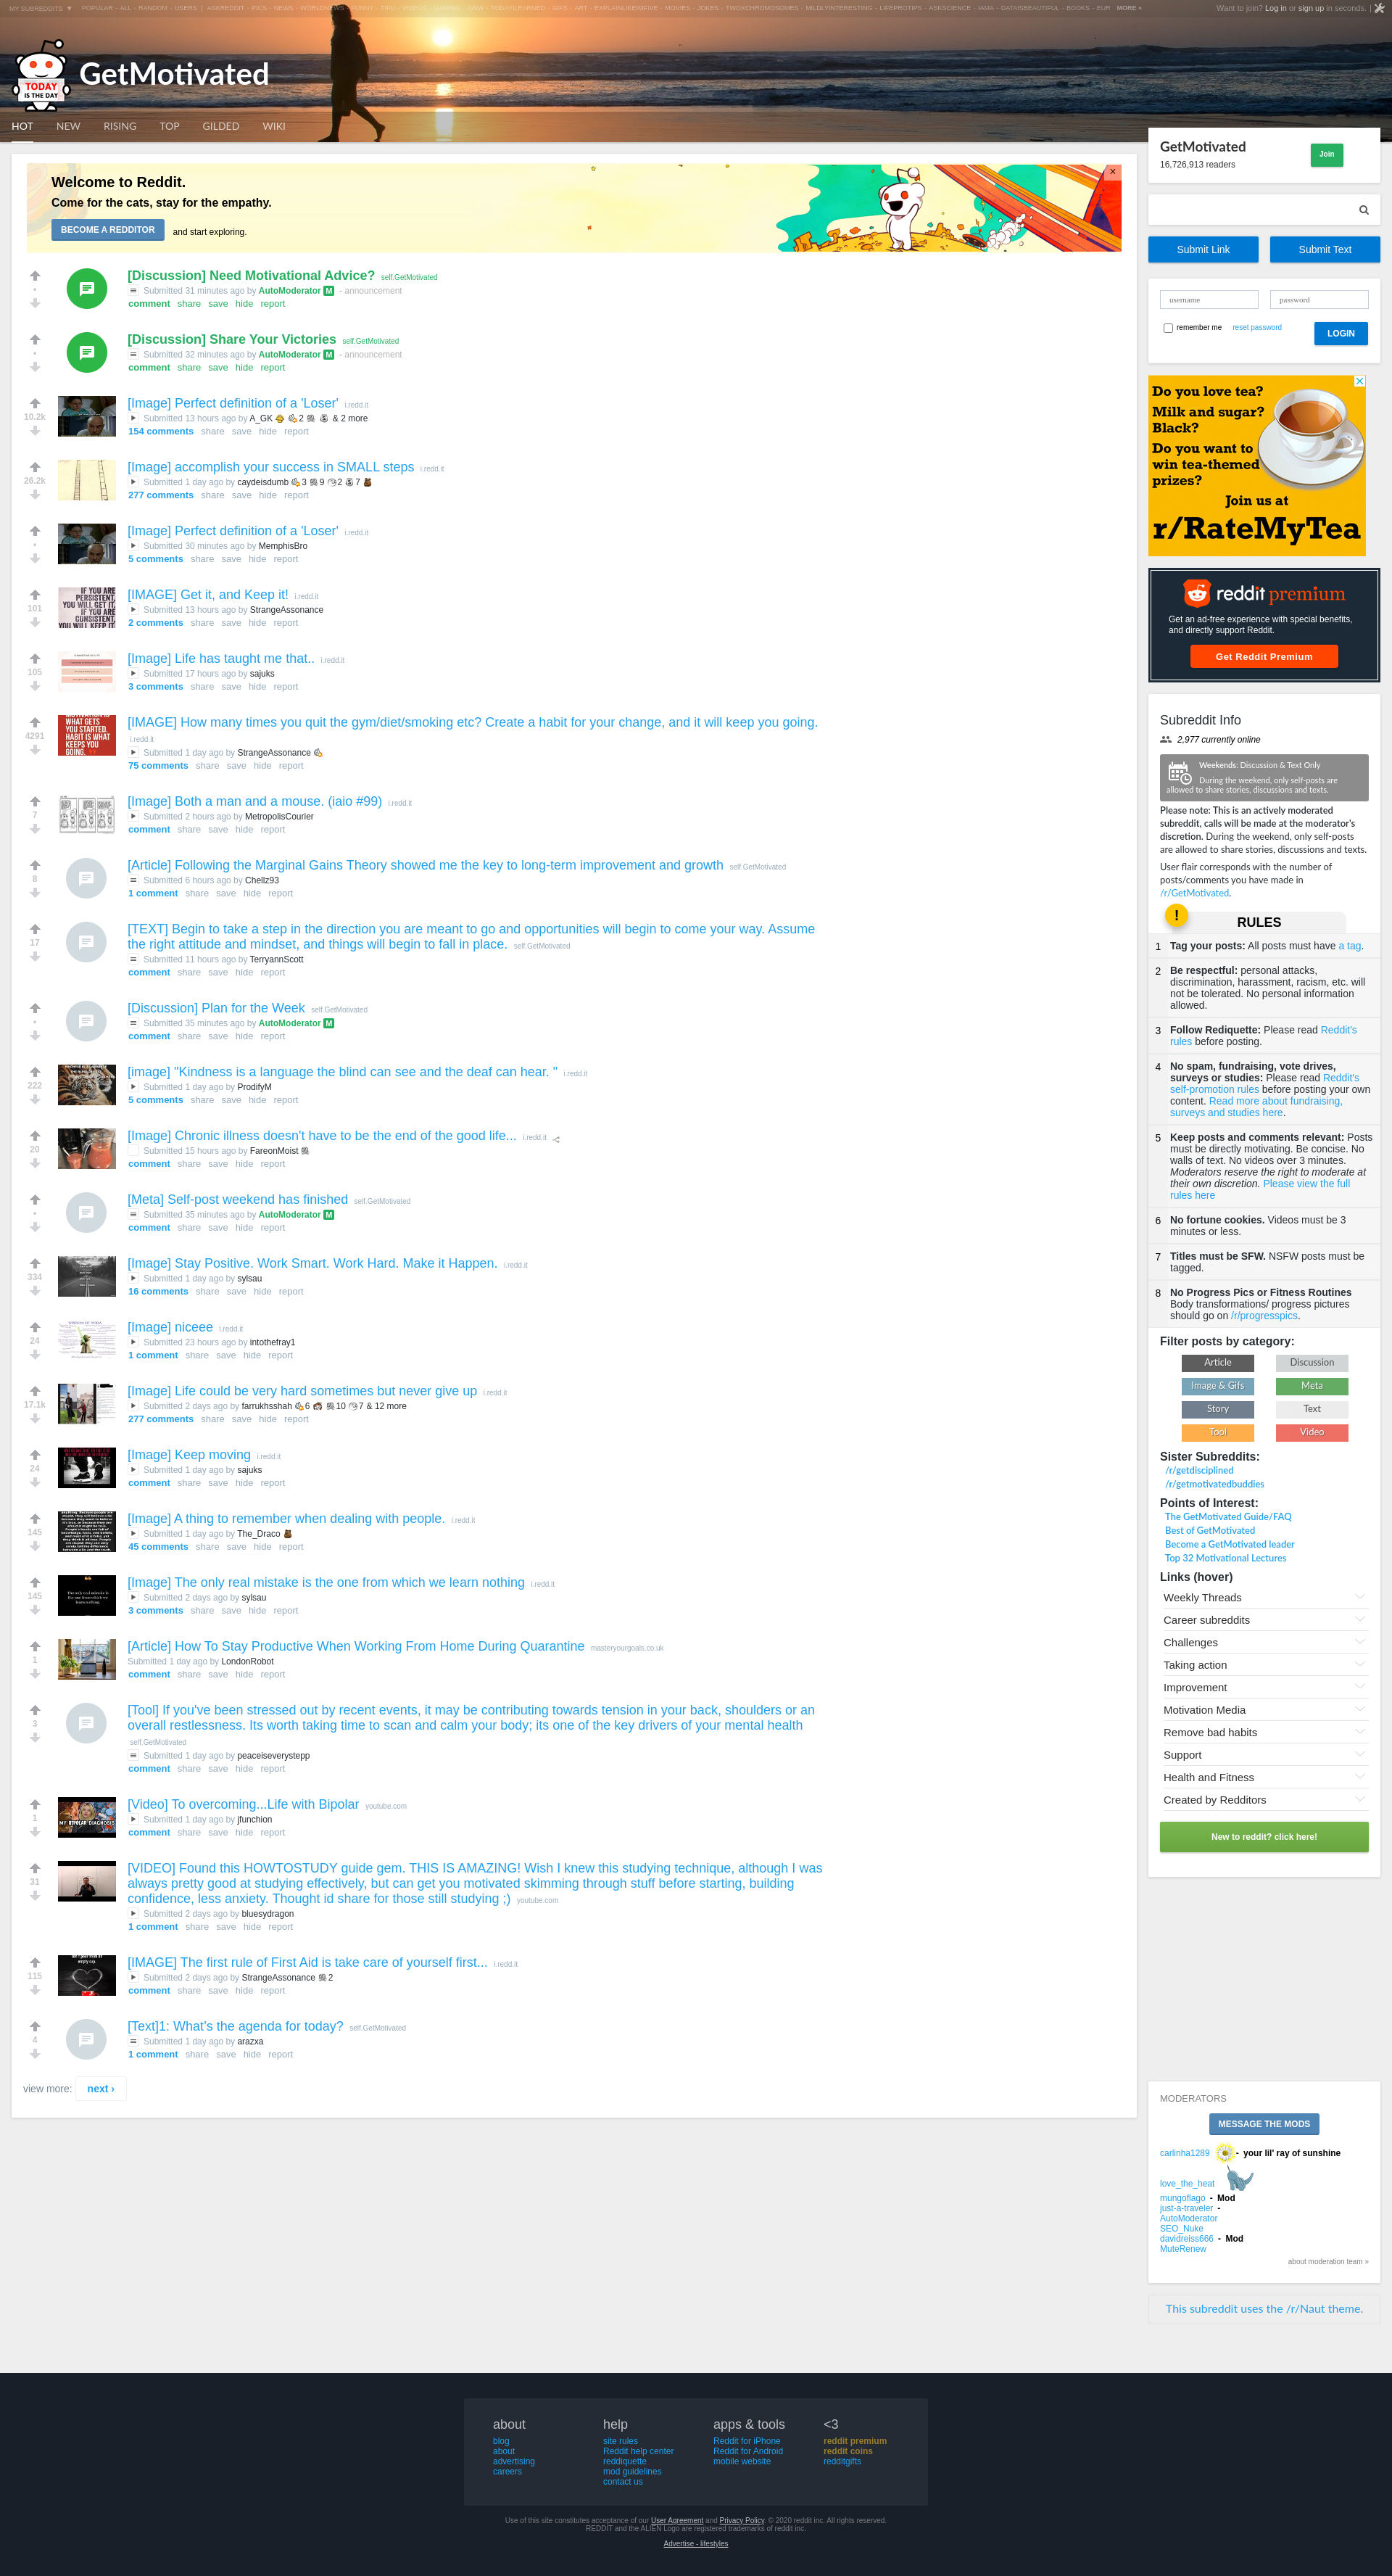 MY SUBREDDITS ▼ POPULAR - ALL - RANDOM - USERS | ASKREDDIT - PICS - NEWS - WORLDNEWS - FUNNY - TIFU - VIDEOS - GAMING - AWW - TODAYILEARNED - GIFS - ART - EXPLAINLIKEIMFIVE - MOVIES - JOKES - TWOXCHROMOSOMES - MILDLYINTERESTING - LIFEPROTIPS - ASKSCIENCE - IAMA - DATAISBEAUTIFUL - BOOKS - EUR MORE »
Want to join? Log in or sign up in seconds. |
TODAY
IS THE DAY
GetMotivated
HOT NEW RISING TOP GILDED WIKI
Welcome to Reddit.
Come for the cats, stay for the empathy.
BECOME A REDDITOR and start exploring.
×
[Discussion] Need Motivational Advice? self.GetMotivated
•
Submitted 31 minutes ago by AutoModerator M - announcement
comment share save hide report
[Discussion] Share Your Victories self.GetMotivated
•
Submitted 32 minutes ago by AutoModerator M - announcement
comment share save hide report
[Image] Perfect definition of a 'Loser' i.redd.it
10.2k
Submitted 13 hours ago by A_GK 2 & 2 more
154 comments share save hide report
[Image] accomplish your success in SMALL steps i.redd.it
26.2k
Submitted 1 day ago by caydeisdumb 3 9 2 7
277 comments share save hide report
[Image] Perfect definition of a 'Loser' i.redd.it
•
Submitted 30 minutes ago by MemphisBro
5 comments share save hide report
IF YOU ARE
PERSISTENT,
YOU WILL GET IT.
IF YOU ARE
CONSISTENT,
YOU WILL KEEP IT.
[IMAGE] Get it, and Keep it! i.redd.it
101
Submitted 13 hours ago by StrangeAssonance
2 comments share save hide report
[Image] Life has taught me that.. i.redd.it
105
Submitted 17 hours ago by sajuks
3 comments share save hide report
WHAT GETS
YOU STARTED.
HABIT IS WHAT
KEEPS YOU
GOING.
[IMAGE] How many times you quit the gym/diet/smoking etc? Create a habit for your change, and it will keep you going.
i.redd.it
4291
Submitted 1 day ago by StrangeAssonance
75 comments share save hide report
[Image] Both a man and a mouse. (iaio #99) i.redd.it
7
Submitted 2 hours ago by MetropolisCourier
comment share save hide report
[Article] Following the Marginal Gains Theory showed me the key to long-term improvement and growth self.GetMotivated
8
Submitted 6 hours ago by Chellz93
1 comment share save hide report
[TEXT] Begin to take a step in the direction you are meant to go and opportunities will begin to come your way. Assume
the right attitude and mindset, and things will begin to fall in place. self.GetMotivated
17
Submitted 11 hours ago by TerryannScott
comment share save hide report
[Discussion] Plan for the Week self.GetMotivated
•
Submitted 35 minutes ago by AutoModerator M
comment share save hide report
[image] "Kindness is a language the blind can see and the deaf can hear. " i.redd.it
222
Submitted 1 day ago by ProdifyM
5 comments share save hide report
[Image] Chronic illness doesn't have to be the end of the good life... i.redd.it
20
Submitted 15 hours ago by FareonMoist
comment share save hide report
[Meta] Self-post weekend has finished self.GetMotivated
•
Submitted 35 minutes ago by AutoModerator M
comment share save hide report
[Image] Stay Positive. Work Smart. Work Hard. Make it Happen. i.redd.it
334
Submitted 1 day ago by sylsau
16 comments share save hide report
[Image] niceee i.redd.it
24
Submitted 23 hours ago by intothefray1
1 comment share save hide report
[Image] Life could be very hard sometimes but never give up i.redd.it
17.1k
Submitted 2 days ago by farrukhsshah 6 10 7 & 12 more
277 comments share save hide report
[Image] Keep moving i.redd.it
24
Submitted 1 day ago by sajuks
comment share save hide report
[Image] A thing to remember when dealing with people. i.redd.it
145
Submitted 1 day ago by The_Draco
45 comments share save hide report
[Image] The only real mistake is the one from which we learn nothing i.redd.it
145
Submitted 2 days ago by sylsau
3 comments share save hide report
[Article] How To Stay Productive When Working From Home During Quarantine masteryourgoals.co.uk
1
Submitted 1 day ago by LondonRobot
comment share save hide report
[Tool] If you've been stressed out by recent events, it may be contributing towards tension in your back, shoulders or an
overall restlessness. Its worth taking time to scan and calm your body; its one of the key drivers of your mental health
self.GetMotivated
3
Submitted 1 day ago by peaceiseverystepp
comment share save hide report
MY BIPOLAR DIAGNOSIS
[Video] To overcoming...Life with Bipolar youtube.com
1
Submitted 1 day ago by jfunchion
comment share save hide report
[VIDEO] Found this HOWTOSTUDY guide gem. THIS IS AMAZING! Wish I knew this studying technique, although I was
always pretty good at studying effectively, but can get you motivated skimming through stuff before starting, building
confidence, less anxiety. Thought id share for those still studying ;) youtube.com
31
Submitted 2 days ago by bluesydragon
1 comment share save hide report
[IMAGE] The first rule of First Aid is take care of yourself first... i.redd.it
115
Submitted 2 days ago by StrangeAssonance 2
comment share save hide report
[Text]1: What's the agenda for today? self.GetMotivated
4
Submitted 1 day ago by arazxa
1 comment share save hide report
view more: next ›
GetMotivated
16,726,913 readers
Join
Submit Link Submit Text
username password
remember me reset password LOGIN
Do you love tea?
Milk and sugar?
Black?
Do you want to
win tea-themed
prizes?
Join us at
r/RateMyTea
reddit premium
Get an ad-free experience with special benefits,
and directly support Reddit.
Get Reddit Premium
Subreddit Info
2,977 currently online
Weekends: Discussion & Text Only
During the weekend, only self-posts are
allowed to share stories, discussions and texts.
Please note: This is an actively moderated
subreddit, calls will be made at the moderator's
discretion. During the weekend, only self-posts
are allowed to share stories, discussions and texts.
User flair corresponds with the number of
posts/comments you have made in
/r/GetMotivated.
! RULES
1 Tag your posts: All posts must have a tag.
2 Be respectful: personal attacks,
discrimination, harassment, racism, etc. will
not be tolerated. No personal information
allowed.
3 Follow Rediquette: Please read Reddit's
rules before posting.
4 No spam, fundraising, vote drives,
surveys or studies: Please read Reddit's
self-promotion rules before posting your own
content. Read more about fundraising,
surveys and studies here.
5 Keep posts and comments relevant: Posts
must be directly motivating. Be concise. No
walls of text. No videos over 3 minutes.
Moderators reserve the right to moderate at
their own discretion. Please view the full
rules here
6 No fortune cookies. Videos must be 3
minutes or less.
7 Titles must be SFW. NSFW posts must be
tagged.
8 No Progress Pics or Fitness Routines
Body transformations/ progress pictures
should go on /r/progresspics.
Filter posts by category:
Article Discussion
Image & Gifs Meta
Story Text
Tool Video
Sister Subreddits:
/r/getdisciplined
/r/getmotivatedbuddies
Points of Interest:
The GetMotivated Guide/FAQ
Best of GetMotivated
Become a GetMotivated leader
Top 32 Motivational Lectures
Links (hover)
Weekly Threads
Career subreddits
Challenges
Taking action
Improvement
Motivation Media
Remove bad habits
Support
Health and Fitness
Created by Redditors
New to reddit? click here!
MODERATORS
MESSAGE THE MODS
carlinha1289 - your lil' ray of sunshine
love_the_heat
mungoflago - Mod
just-a-traveler -
AutoModerator
SEO_Nuke
davidreiss666 - Mod
MuteRenew
about moderation team »
This subreddit uses the /r/Naut theme.
about help apps & tools <3
blog site rules Reddit for iPhone reddit premium
about Reddit help center Reddit for Android reddit coins
advertising reddiquette mobile website redditgifts
careers mod guidelines
contact us
Use of this site constitutes acceptance of our User Agreement and Privacy Policy. © 2020 reddit inc. All rights reserved.
REDDIT and the ALIEN Logo are registered trademarks of reddit inc.
Advertise - lifestyles